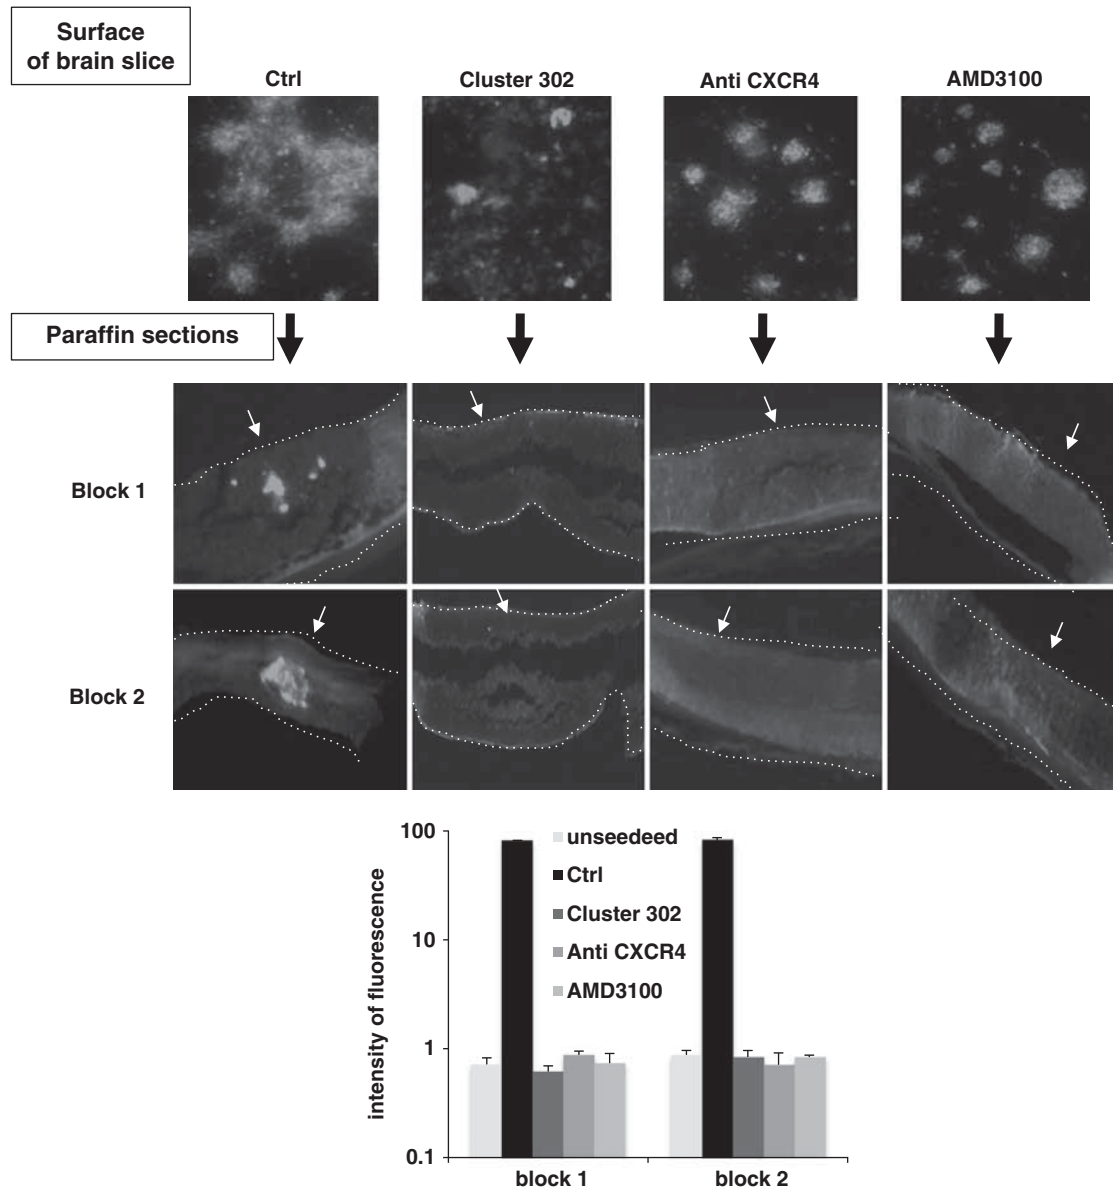 Surface
of brain slice
Ctrl
Cluster 302
Anti CXCR4
AMD3100
Paraffin sections
Block 1
Block 2
100
10
1
0.1
intensity of fluorescence
unseedeed
Ctrl
Cluster 302
Anti CXCR4
AMD3100
block 1
block 2